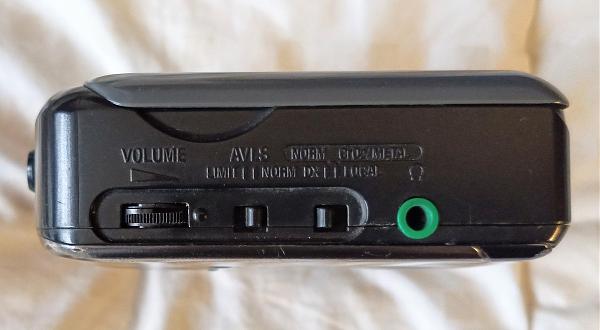 VOLUME AVLS NORM CrO₂/METAL
LIMIT NORM DX LOCAL